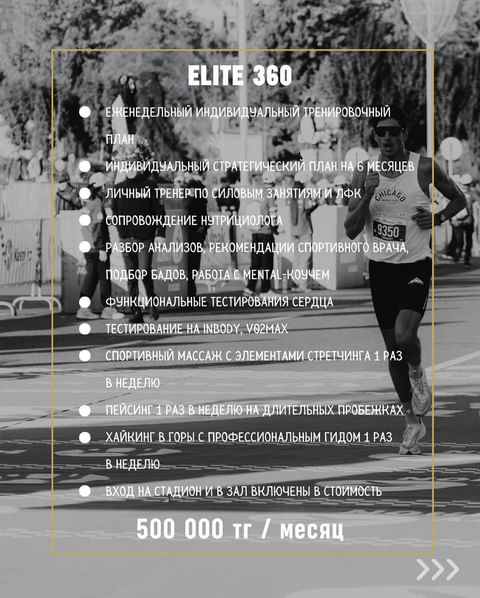 ELITE 360
ЕЖЕНЕДЕЛЬНЫЙ ИНДИВИДУАЛЬНЫЙ ТРЕНИРОВОЧНЫЙ
ПЛАН
ИНДИВИДУАЛЬНЫЙ СТРАТЕГИЧЕСКИЙ ПЛАН НА 6 МЕСЯЦЕВ
ЛИЧНЫЙ ТРЕНЕР ПО СИЛОВЫМ ЗАНЯТИЯМ И ЛФК
СОПРОВОЖДЕНИЕ НУТРИЦИОЛОГА
РАЗБОР АНАЛИЗОВ, РЕКОМЕНДАЦИИ СПОРТИВНОГО ВРАЧА,
ПОДБОР БАДОВ, РАБОТА С MENTAL-КОУЧЕМ
ФУНКЦИОНАЛЬНЫЕ ТЕСТИРОВАНИЯ СЕРДЦА
ТЕСТИРОВАНИЕ НА INBODY, VO2MAX
СПОРТИВНЫЙ МАССАЖ С ЭЛЕМЕНТАМИ СТРЕТЧИНГА 1 РАЗ
В НЕДЕЛЮ
ПЕЙСИНГ 1 РАЗ В НЕДЕЛЮ НА ДЛИТЕЛЬНЫХ ПРОБЕЖКАХ
ХАЙКИНГ В ГОРЫ С ПРОФЕССИОНАЛЬНЫМ ГИДОМ 1 РАЗ
В НЕДЕЛЮ
ВХОД НА СТАДИОН И В ЗАЛ ВКЛЮЧЕНЫ В СТОИМОСТЬ
500 000 тг / месяц
CHICAGO
9350